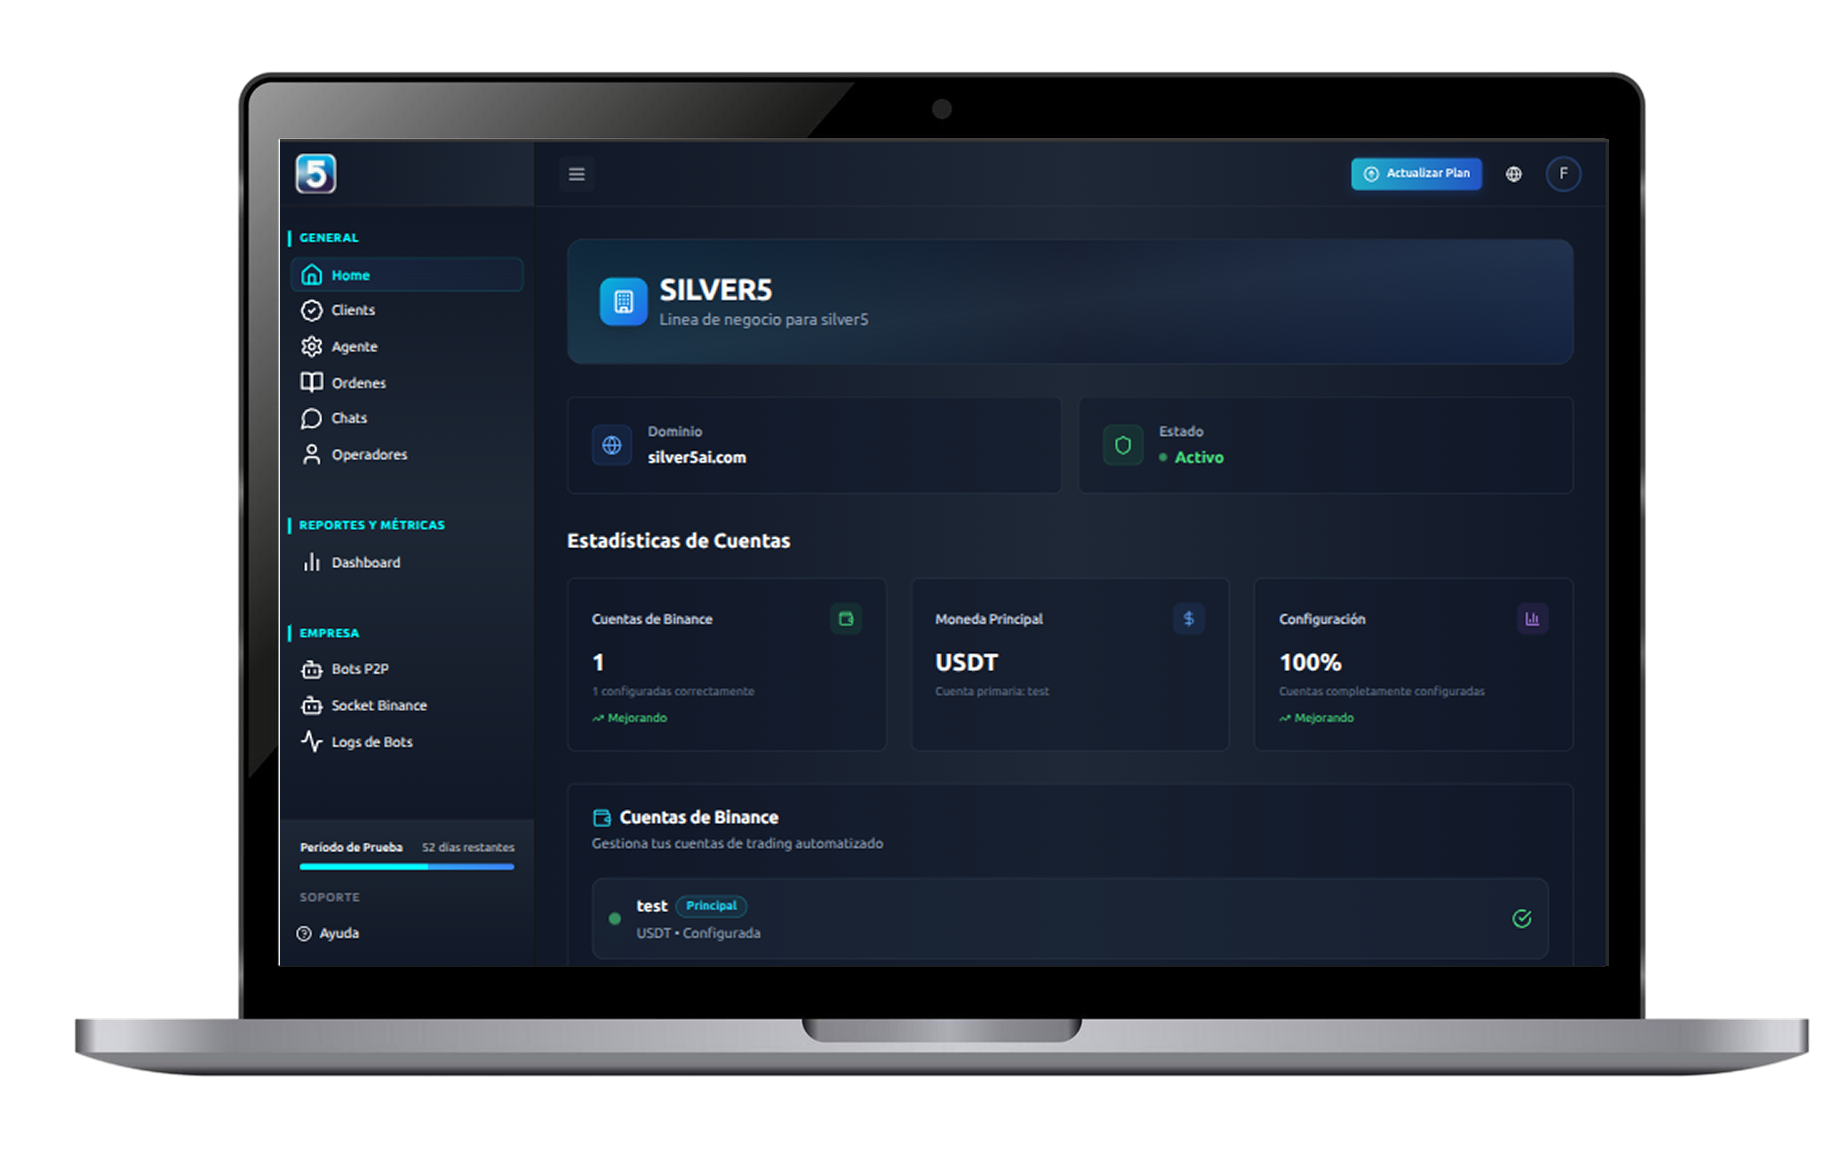 5
Actualizar Plan
F
GENERAL
Home
Clients
Agente
Ordenes
Chats
Operadores
REPORTES Y MÉTRICAS
Dashboard
EMPRESA
Bots P2P
Socket Binance
Logs de Bots
Período de Prueba 52 días restantes
SOPORTE
Ayuda
SILVER5
Linea de negocio para silver5
Dominio
silver5ai.com
Estado
Activo
Estadísticas de Cuentas
Cuentas de Binance
1
1 configuradas correctamente
Mejorando
Moneda Principal
$
USDT
Cuenta primaria: test
Configuración
100%
Cuentas completamente configuradas
Mejorando
Cuentas de Binance
Gestiona tus cuentas de trading automatizado
test Principal
USDT • Configurada